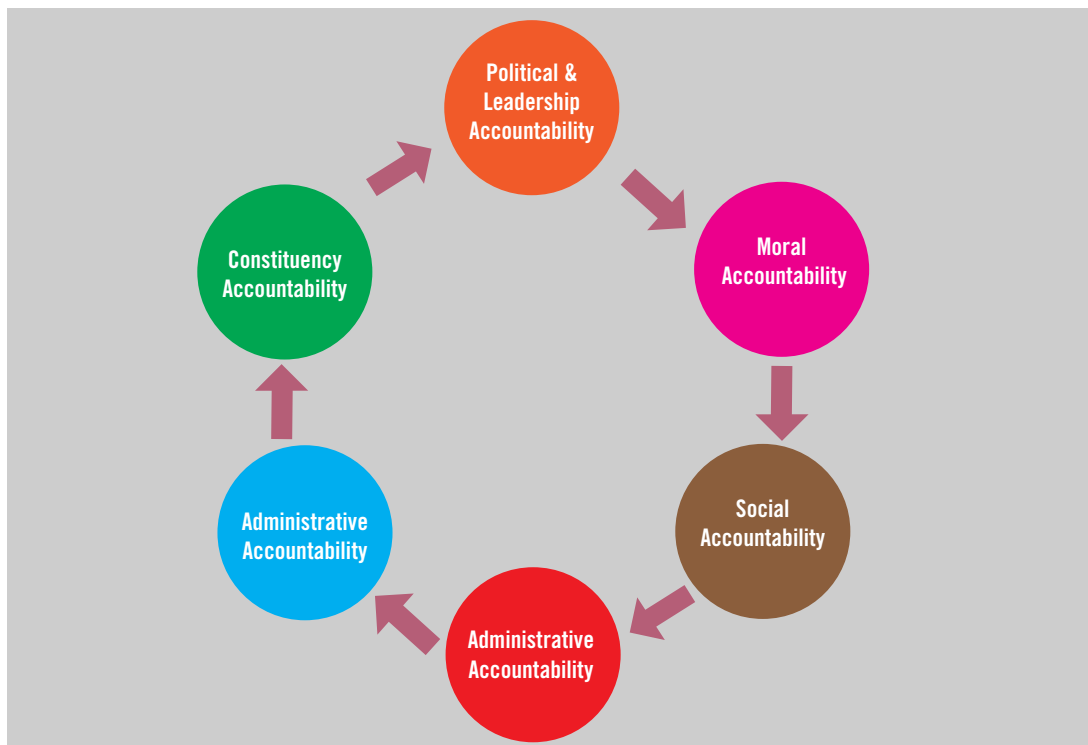 Political &
Leadership
Accountability
Moral
Accountability
Social
Accountability
Administrative
Accountability
Administrative
Accountability
Constituency
Accountability